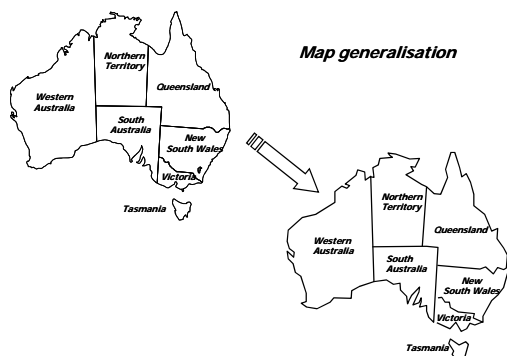 Map generalisation
Northern
Territory
Queensland
Western
Australia
South
Australia
New
South Wales
Victoria
Tasmania
Northern
Territory
Queensland
Western
Australia
South
Australia
New
South Wales
Victoria
Tasmania